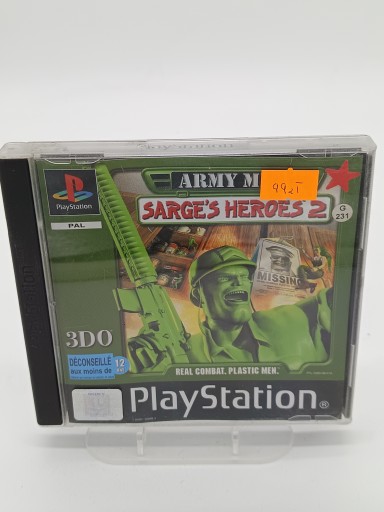 ARMY M
99,-
SARGE'S HEROES 2
G
231
PlayStation
PAL
MISSING
3DO
DÉCONSEILLÉ
aux moins de
12
REAL COMBAT. PLASTIC MEN.
PlayStation®